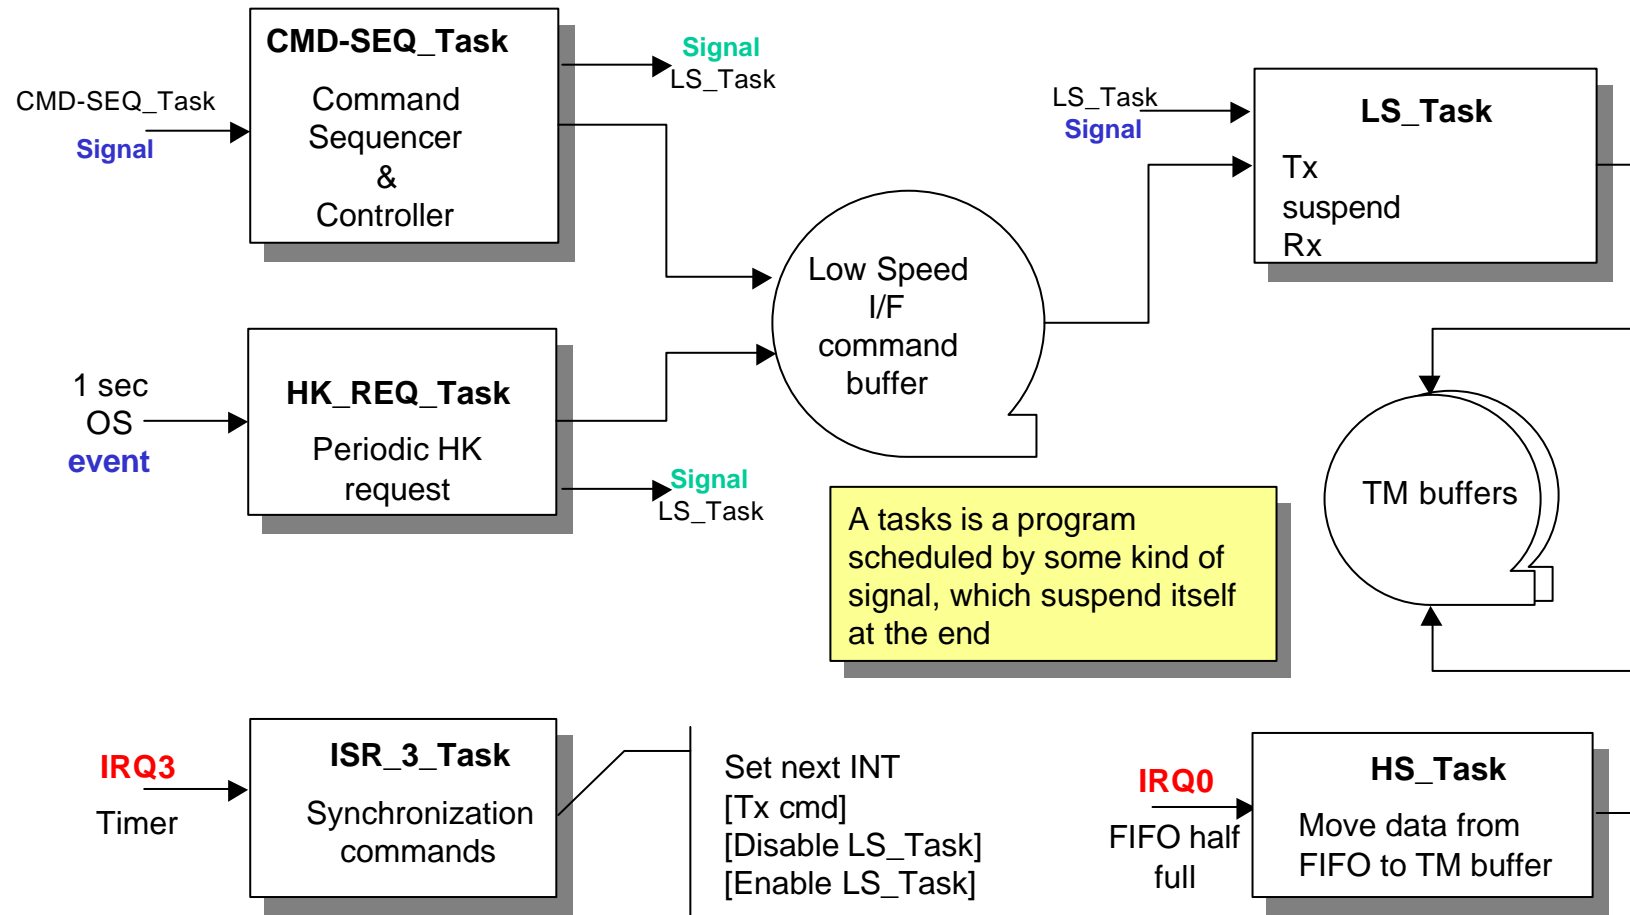 CMD-SEQ_Task
Signal
CMD-SEQ_Task
Command
Sequencer
&
Controller
Signal
LS_Task
LS_Task
Signal
LS_Task
Tx
suspend
Rx
Low Speed
I/F
command
buffer
1 sec
OS
event
HK_REQ_Task
Periodic HK
request
Signal
LS_Task
A tasks is a program
scheduled by some kind of
signal, which suspend itself
at the end
TM buffers
IRQ3
Timer
ISR_3_Task
Synchronization
commands
Set next INT
[Tx cmd]
[Disable LS_Task]
[Enable LS_Task]
IRQ0
FIFO half
full
HS_Task
Move data from
FIFO to TM buffer